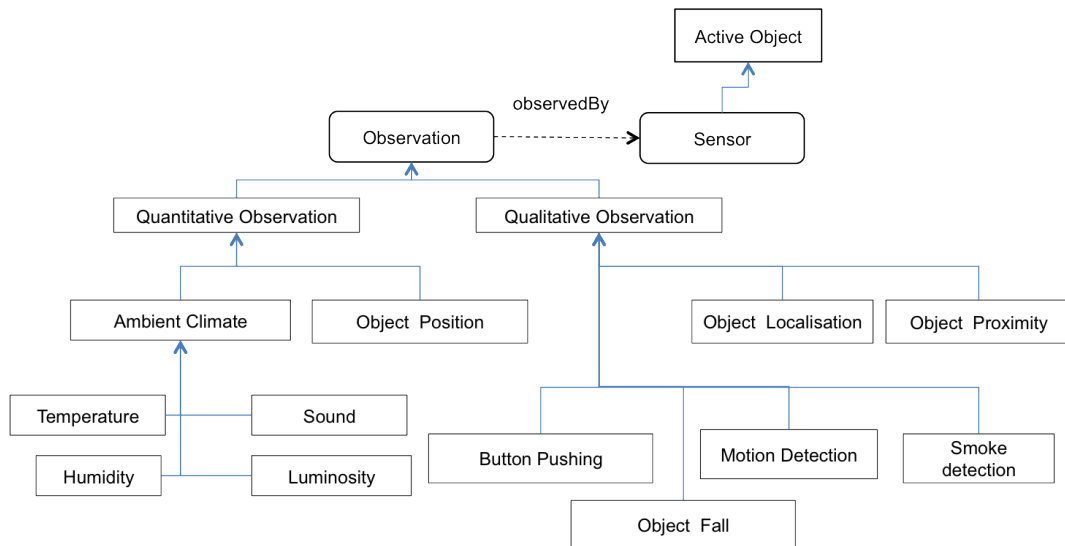 Active Object
observedBy
Observation
Sensor
Quantitative Observation
Qualitative Observation
Ambient Climate
Object Position
Object Localisation
Object Proximity
Temperature
Sound
Button Pushing
Motion Detection
Smoke
detection
Humidity
Luminosity
Object Fall